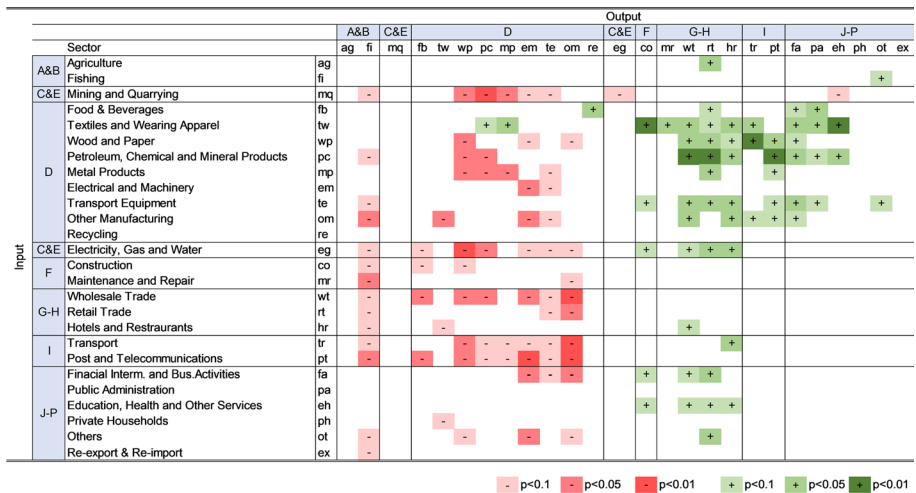 Output
A&B C&E D C&E F G-H I J-P
Sector ag fi mq fb tw wp pc mp em te om re eg co mr wt rt hr tr pt fa pa eh ph ot ex
Input
A&B
Agriculture ag +
Fishing fi +
C&E Mining and Quarrying mq - - - - - - - -
D
Food & Beverages fb + + + +
Textiles and Wearing Apparel tw + + + + + + + + + + +
Wood and Paper wp - - - + + + + + +
Petroleum, Chemical and Mineral Products pc - - - + + + + + + +
Metal Products mp - - - - - + +
Electrical and Machinery em - -
Transport Equipment te - - + + + + + + + +
Other Manufacturing om - - - - + + + + +
Recycling re
C&E Electricity, Gas and Water eg - - - - - - - + + + +
F
Construction co - - -
Maintenance and Repair mr - -
G-H
Wholesale Trade wt - - - - - - -
Retail Trade rt - - -
Hotels and Restraurants hr - - +
I
Transport tr - - - - - - - +
Post and Telecommunications pt - - - - - - - -
J-P
Finacial Interm. and Bus.Activities fa - - - + + +
Public Administration pa
Education, Health and Other Services eh + + + +
Private Households ph -
Others ot - - - - +
Re-export & Re-import ex -
- p<0.1 - p<0.05 - p<0.01 + p<0.1 + p<0.05 + p<0.01